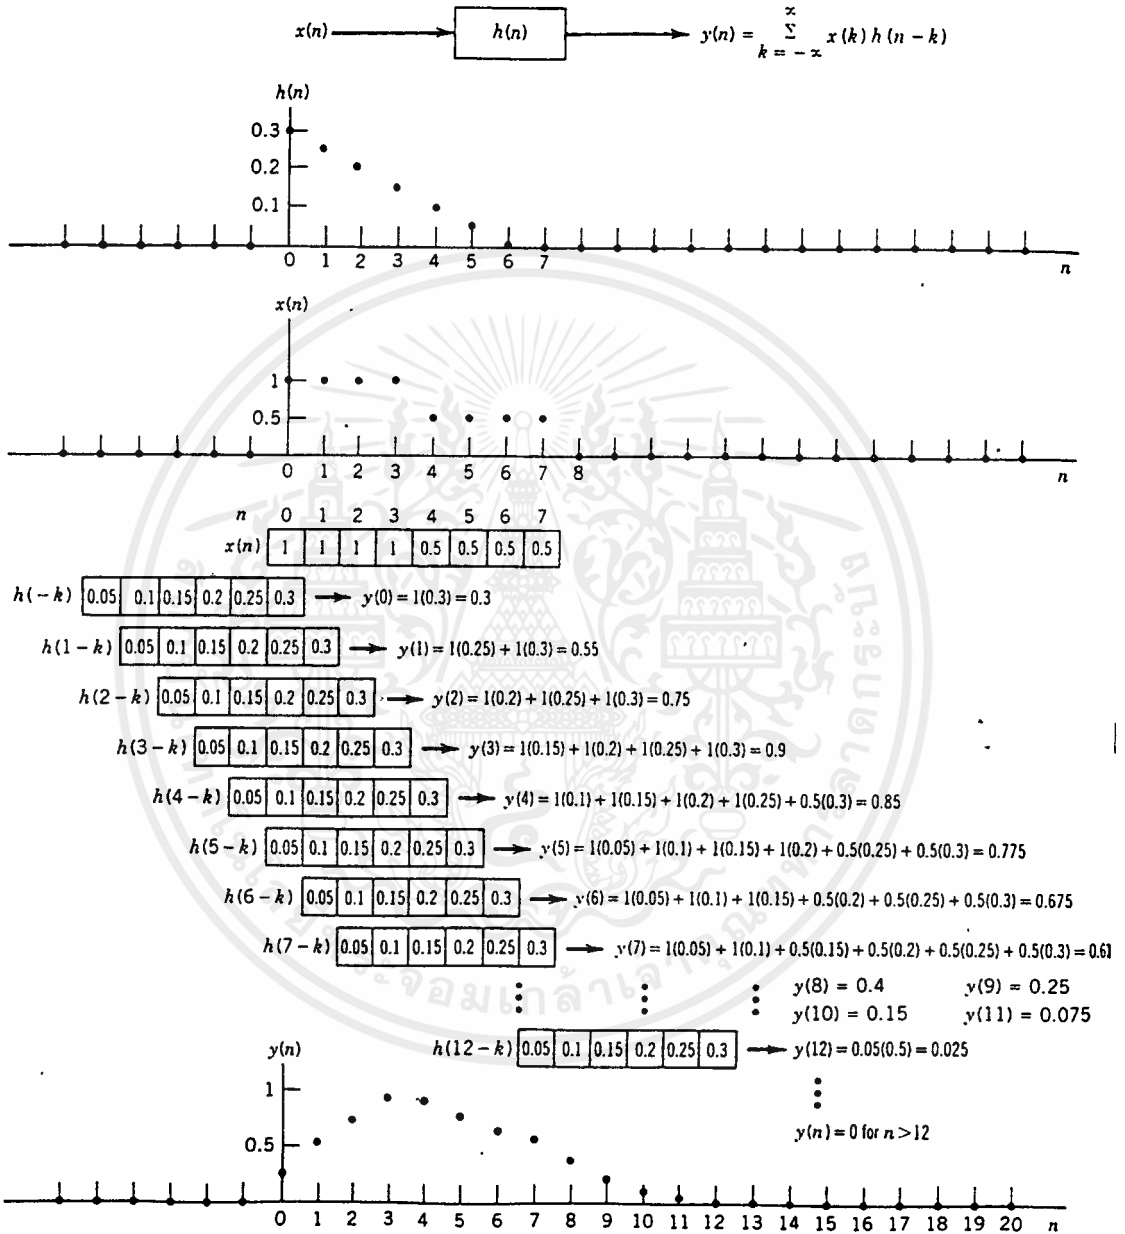 x(n) h(n) y(n) = ∞ Σ k = -∞ x(k) h(n - k)
h(n)
0.3
0.2
0.1
0 1 2 3 4 5 6 7 n
x(n)
1
0.5
0 1 2 3 4 5 6 7 8 n
n 0 1 2 3 4 5 6 7
x(n) 1 1 1 1 0.5 0.5 0.5 0.5
h(-k) 0.05 0.1 0.15 0.2 0.25 0.3 y(0) = 1(0.3) = 0.3
h(1-k) 0.05 0.1 0.15 0.2 0.25 0.3 y(1) = 1(0.25) + 1(0.3) = 0.55
h(2-k) 0.05 0.1 0.15 0.2 0.25 0.3 y(2) = 1(0.2) + 1(0.25) + 1(0.3) = 0.75
h(3-k) 0.05 0.1 0.15 0.2 0.25 0.3 y(3) = 1(0.15) + 1(0.2) + 1(0.25) + 1(0.3) = 0.9
h(4-k) 0.05 0.1 0.15 0.2 0.25 0.3 y(4) = 1(0.1) + 1(0.15) + 1(0.2) + 1(0.25) + 0.5(0.3) = 0.85
h(5-k) 0.05 0.1 0.15 0.2 0.25 0.3 y(5) = 1(0.05) + 1(0.1) + 1(0.15) + 1(0.2) + 0.5(0.25) + 0.5(0.3) = 0.775
h(6-k) 0.05 0.1 0.15 0.2 0.25 0.3 y(6) = 1(0.05) + 1(0.1) + 1(0.15) + 0.5(0.2) + 0.5(0.25) + 0.5(0.3) = 0.675
h(7-k) 0.05 0.1 0.15 0.2 0.25 0.3 y(7) = 1(0.05) + 1(0.1) + 0.5(0.15) + 0.5(0.2) + 0.5(0.25) + 0.5(0.3) = 0.61
y(8) = 0.4 y(9) = 0.25
y(10) = 0.15 y(11) = 0.075
h(12-k) 0.05 0.1 0.15 0.2 0.25 0.3 y(12) = 0.05(0.5) = 0.025
y(n) = 0 for n > 12
y(n)
1
0.5
0 1 2 3 4 5 6 7 8 9 10 11 12 13 14 15 16 17 18 19 20 n